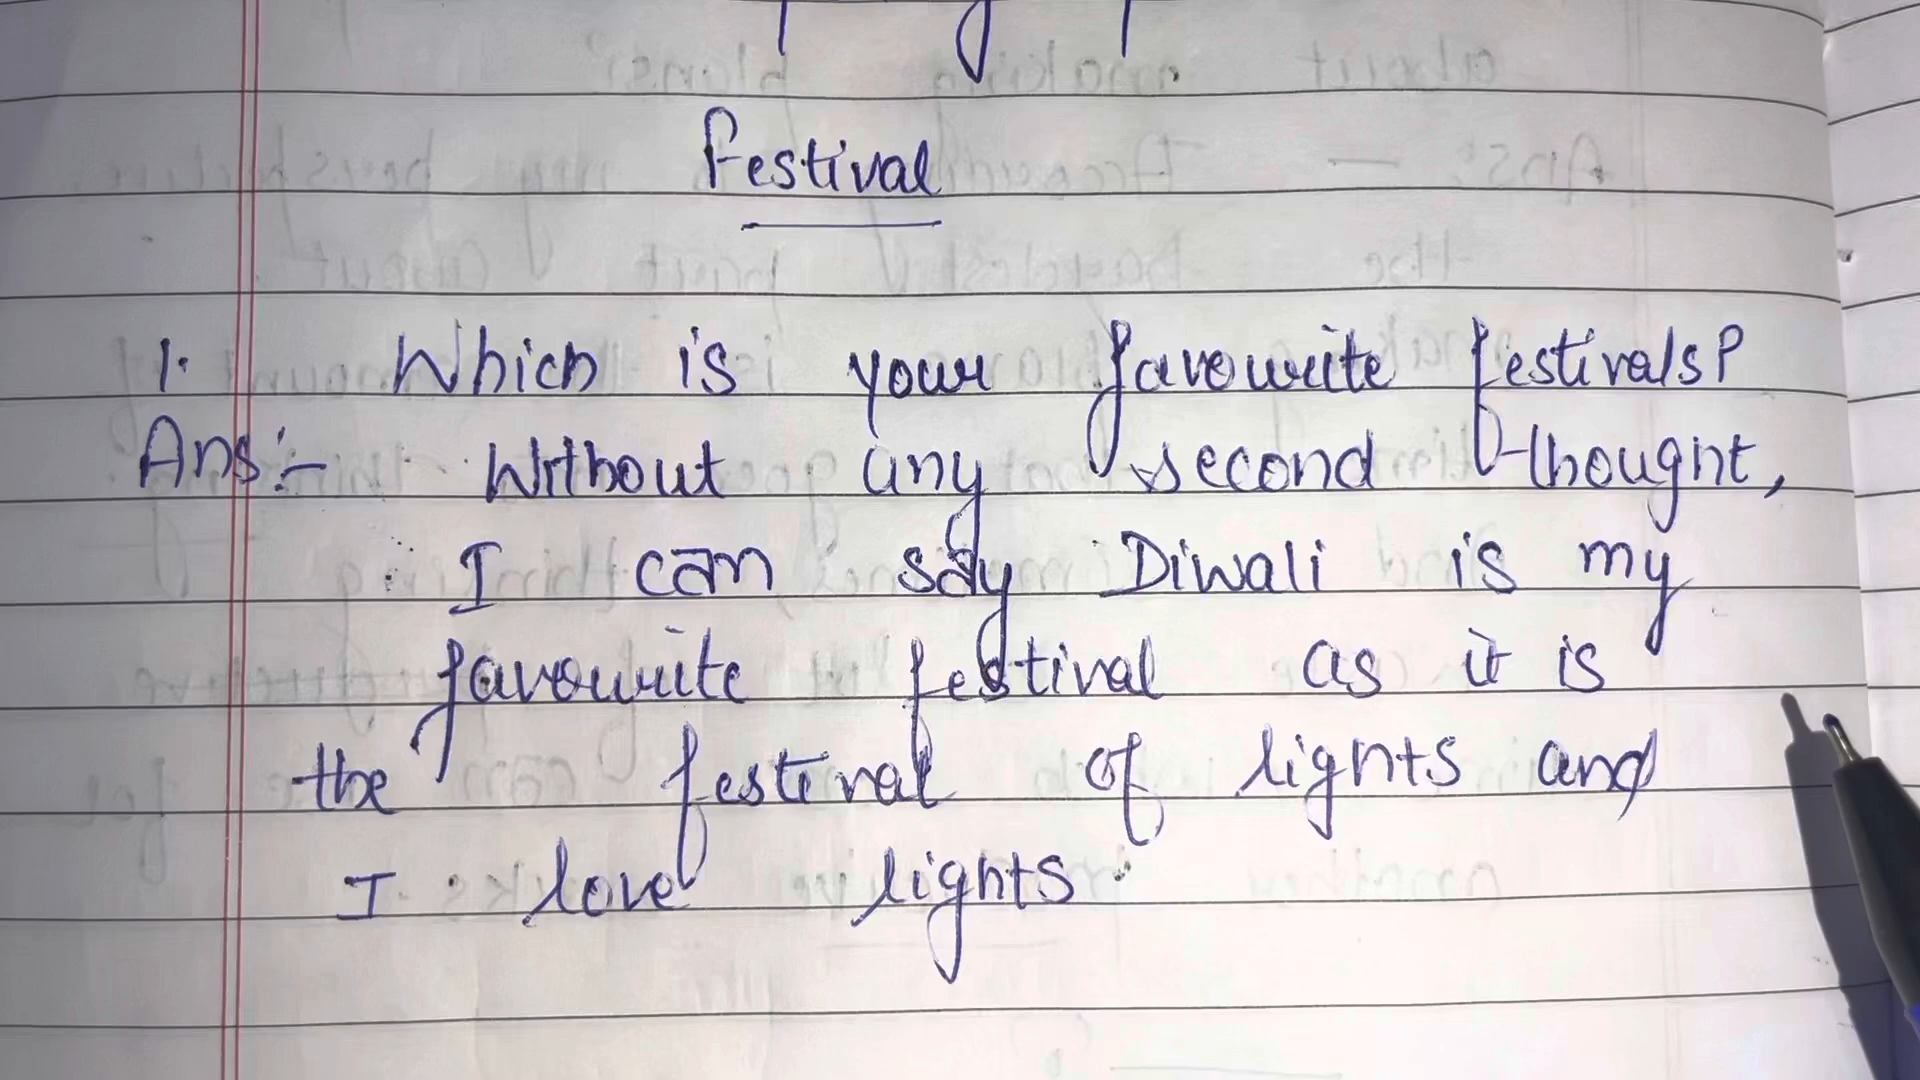 Festival
1. Which is your favourite festivals?
Ans:- Without any second thought,
I can say Diwali is my
favourite festival as it is
the festival of lights and
I love lights.